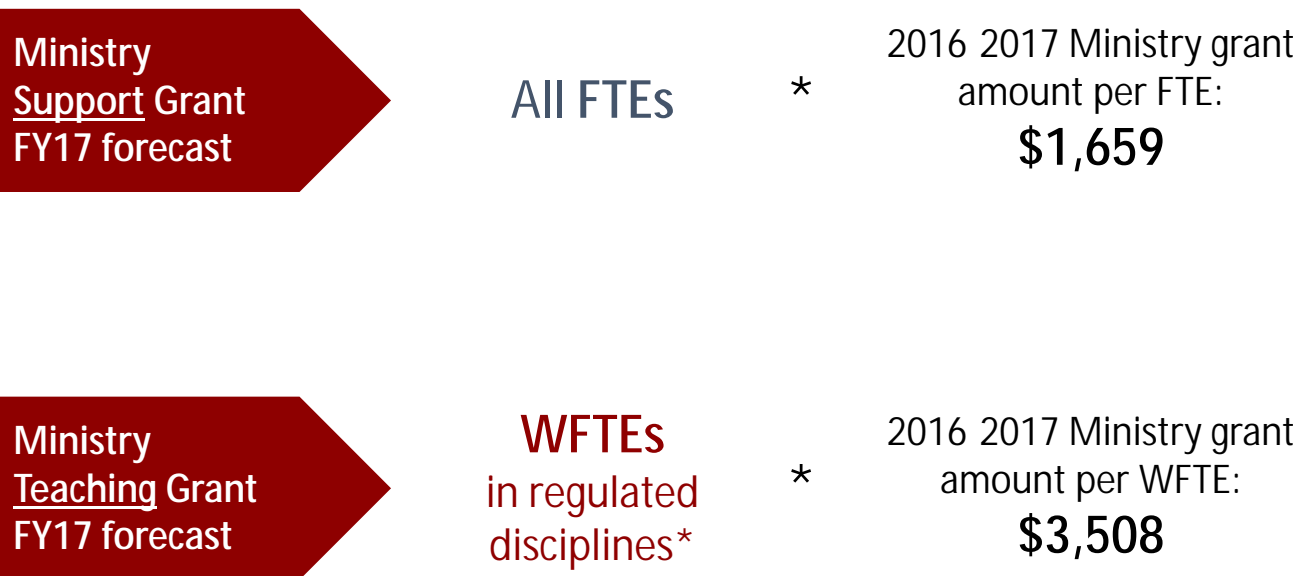 Ministry
Support Grant
FY17 forecast
All FTEs
*
2016 2017 Ministry grant
amount per FTE:
$1,659
Ministry
Teaching Grant
FY17 forecast
WFTEs
in regulated
disciplines*
*
2016 2017 Ministry grant
amount per WFTE:
$3,508